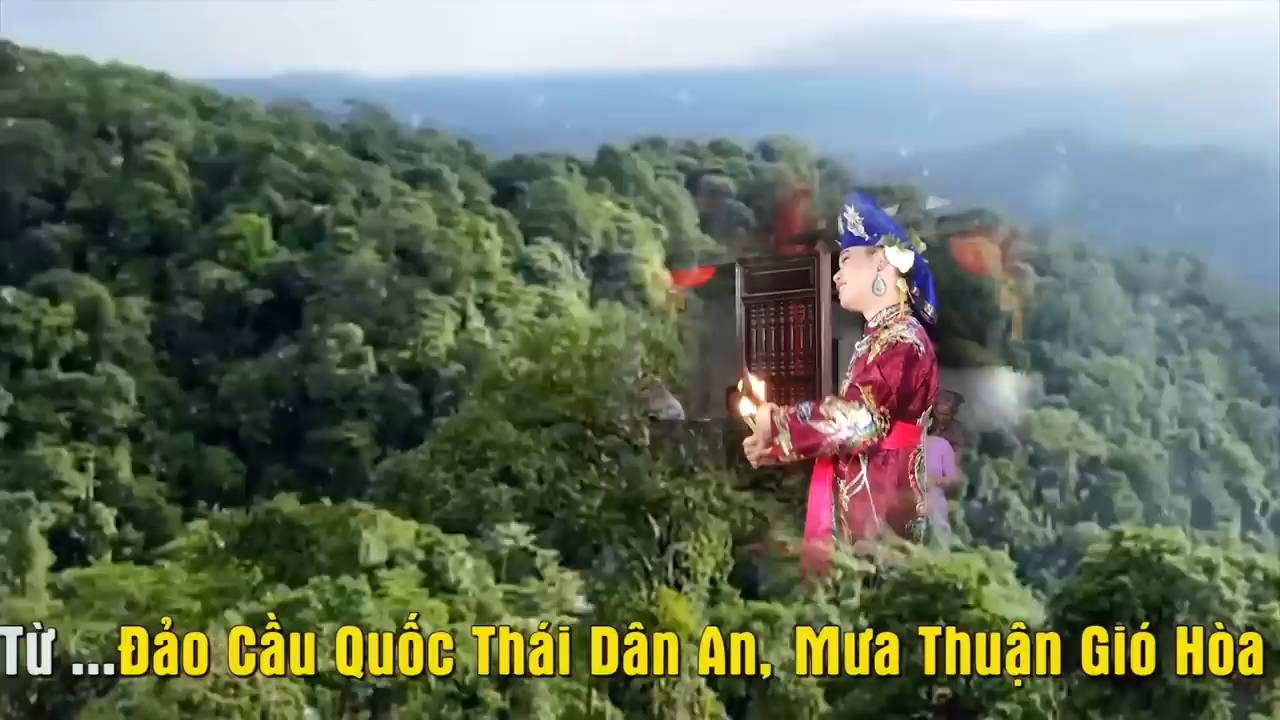 Từ ...Đảo Cầu Quốc Thái Dân An, Mưa Thuận Gió Hòa